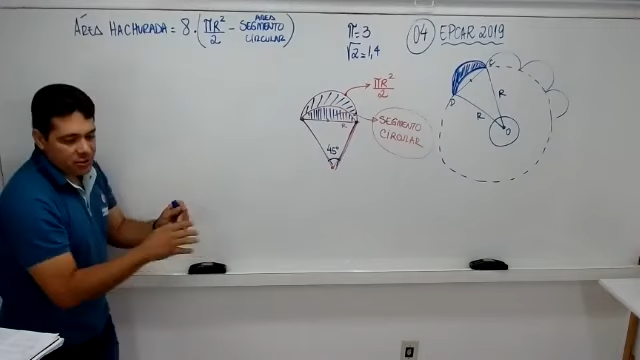 ÁREA HACHURADA = 8 · (πR²/2 - ÁREA SEGMENTO CIRCULAR)
π=3
√2=1,4
04 EPCAR 2019
πR²/2
SEGMENTO
CIRCULAR
R
45°
R
R
O